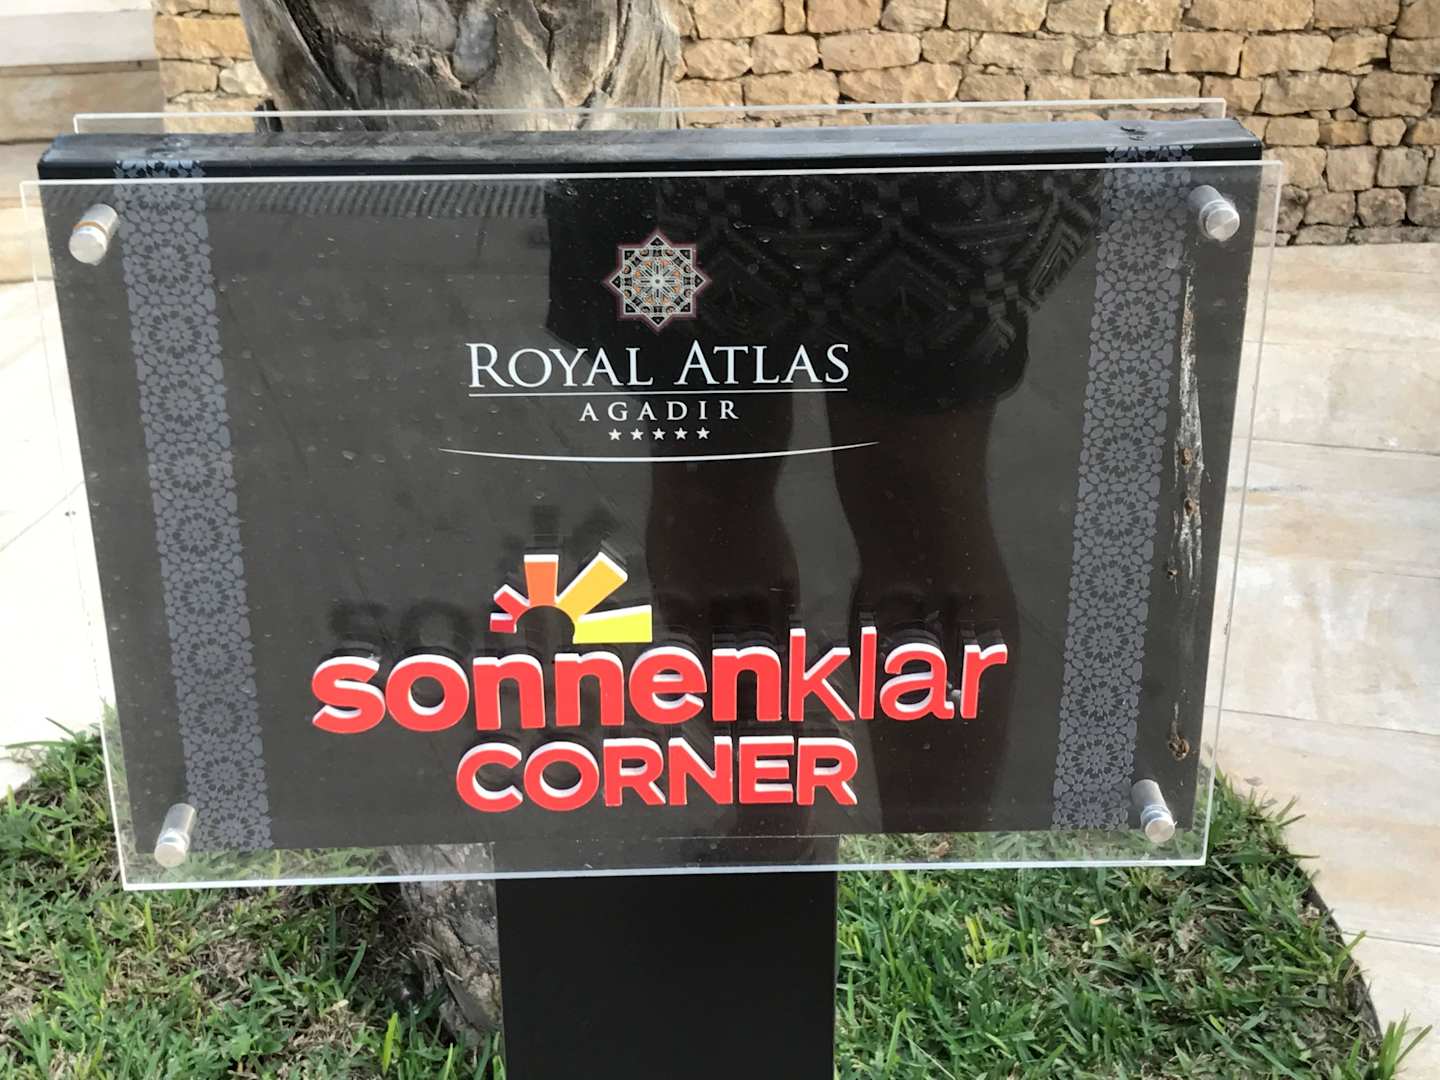 ROYAL ATLAS
AGADIR
sonnenklar
CORNER